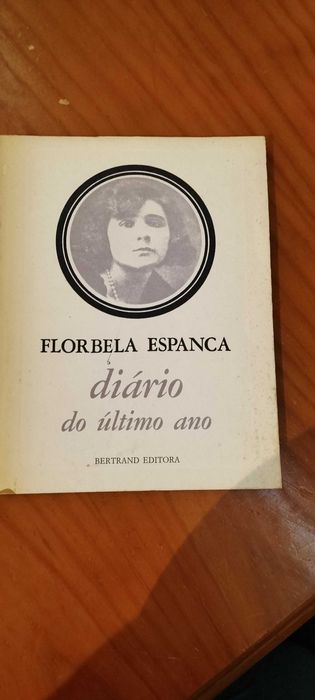 FLORBELA ESPANCA
diário
do último ano
BERTRAND EDITORA